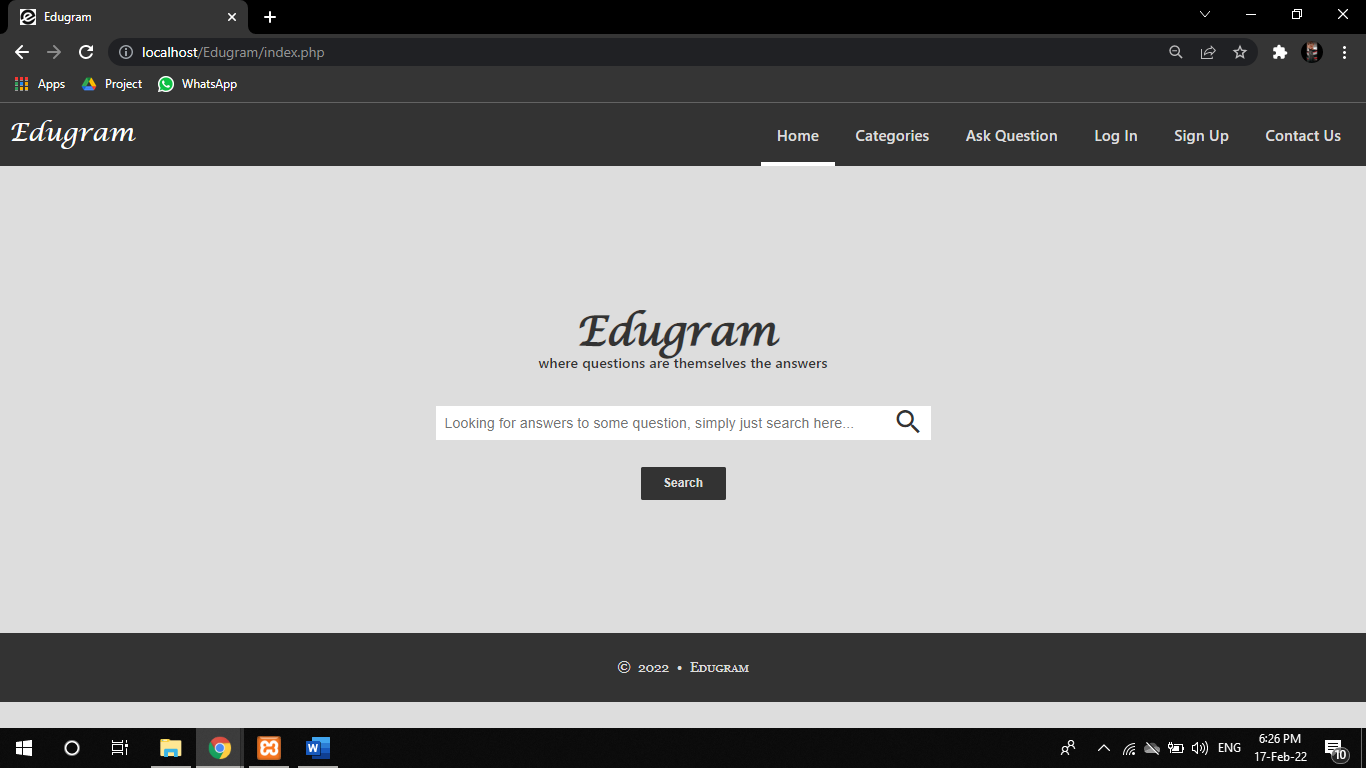 Edugram
localhost/Edugram/index.php
Apps Project WhatsApp
Edugram Home Categories Ask Question Log In Sign Up Contact Us
Edugram
where questions are themselves the answers
Looking for answers to some question, simply just search here...
Search
© 2022 • Edugram
ENG 6:26 PM
17-Feb-22 10